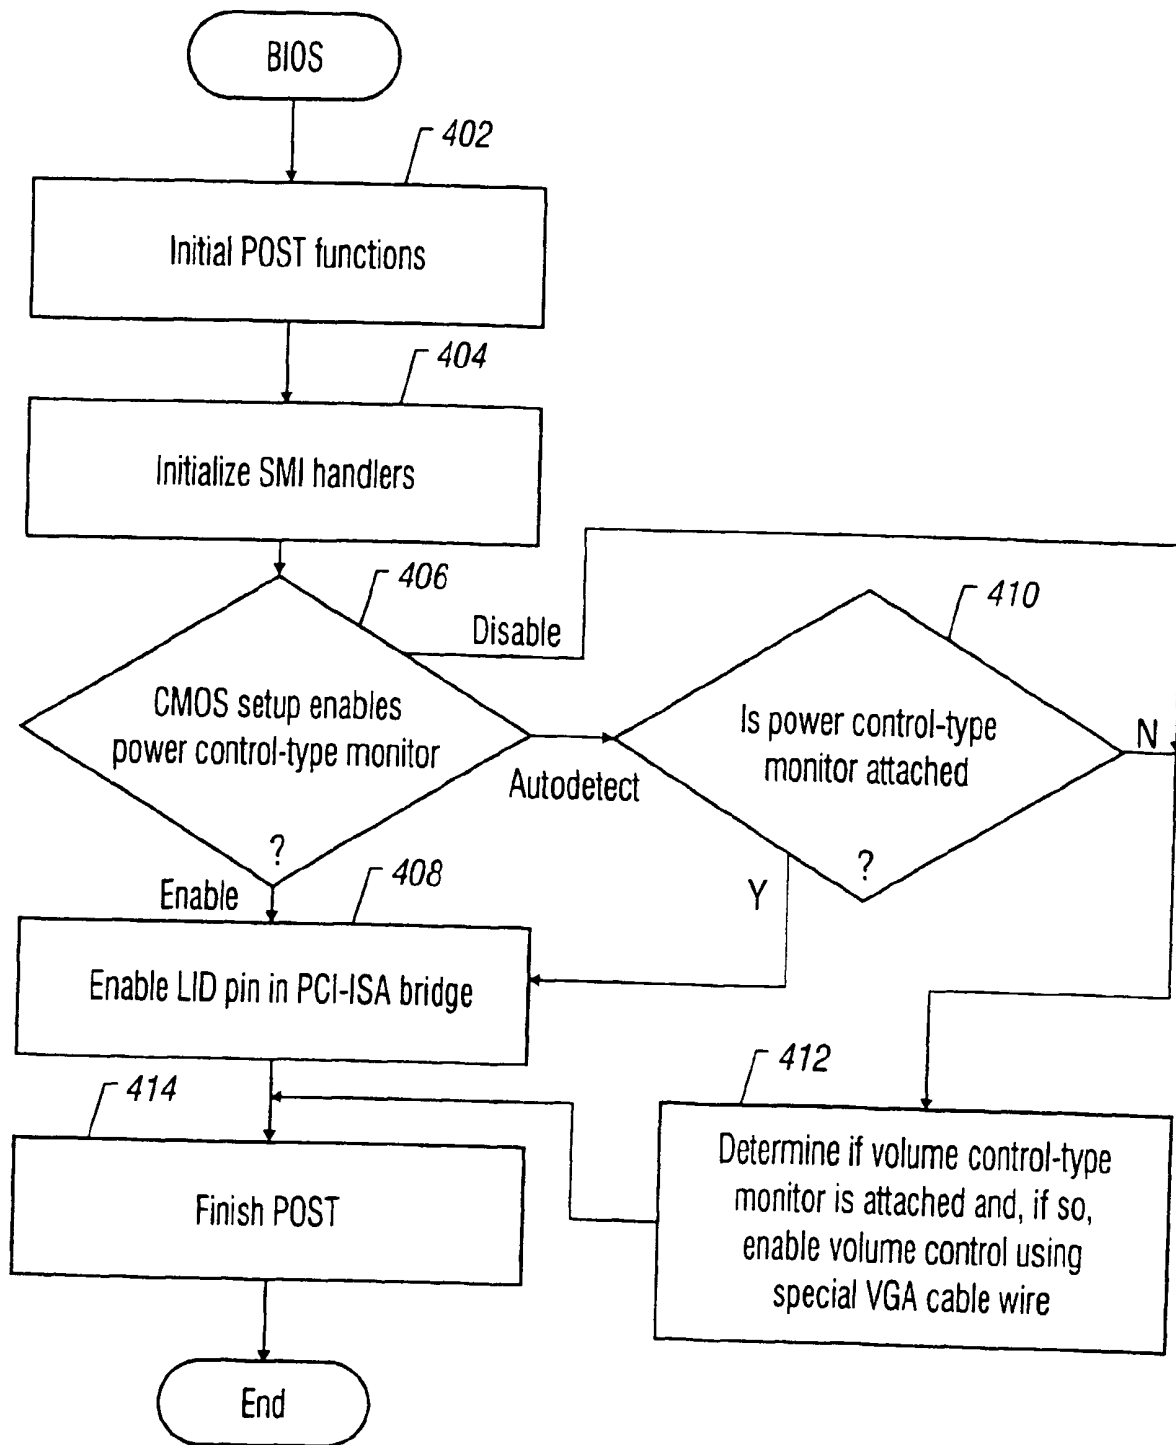 BIOS
402
Initial POST functions
404
Initialize SMI handlers
406
Disable
CMOS setup enables
power control-type monitor
?
Autodetect
410
Is power control-type
monitor attached
?
N
Y
Enable
408
Enable LID pin in PCI-ISA bridge
412
Determine if volume control-type
monitor is attached and, if so,
enable volume control using
special VGA cable wire
414
Finish POST
End